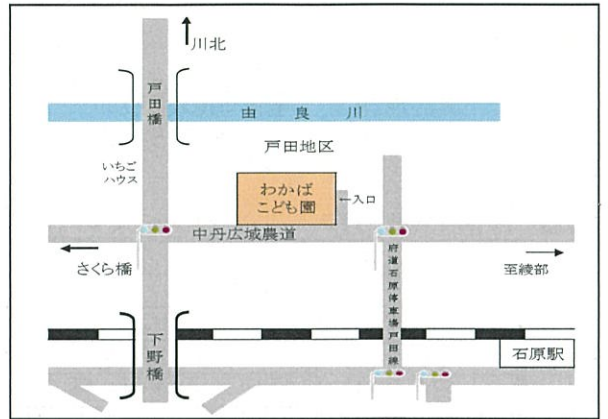 川北
戸田橋
由良川
戸田地区
いちご
ハウス
わかば
こども園
←入口
中丹広域農道
さくら橋
府道石原停車場戸田線
至綾部
下野橋
石原駅